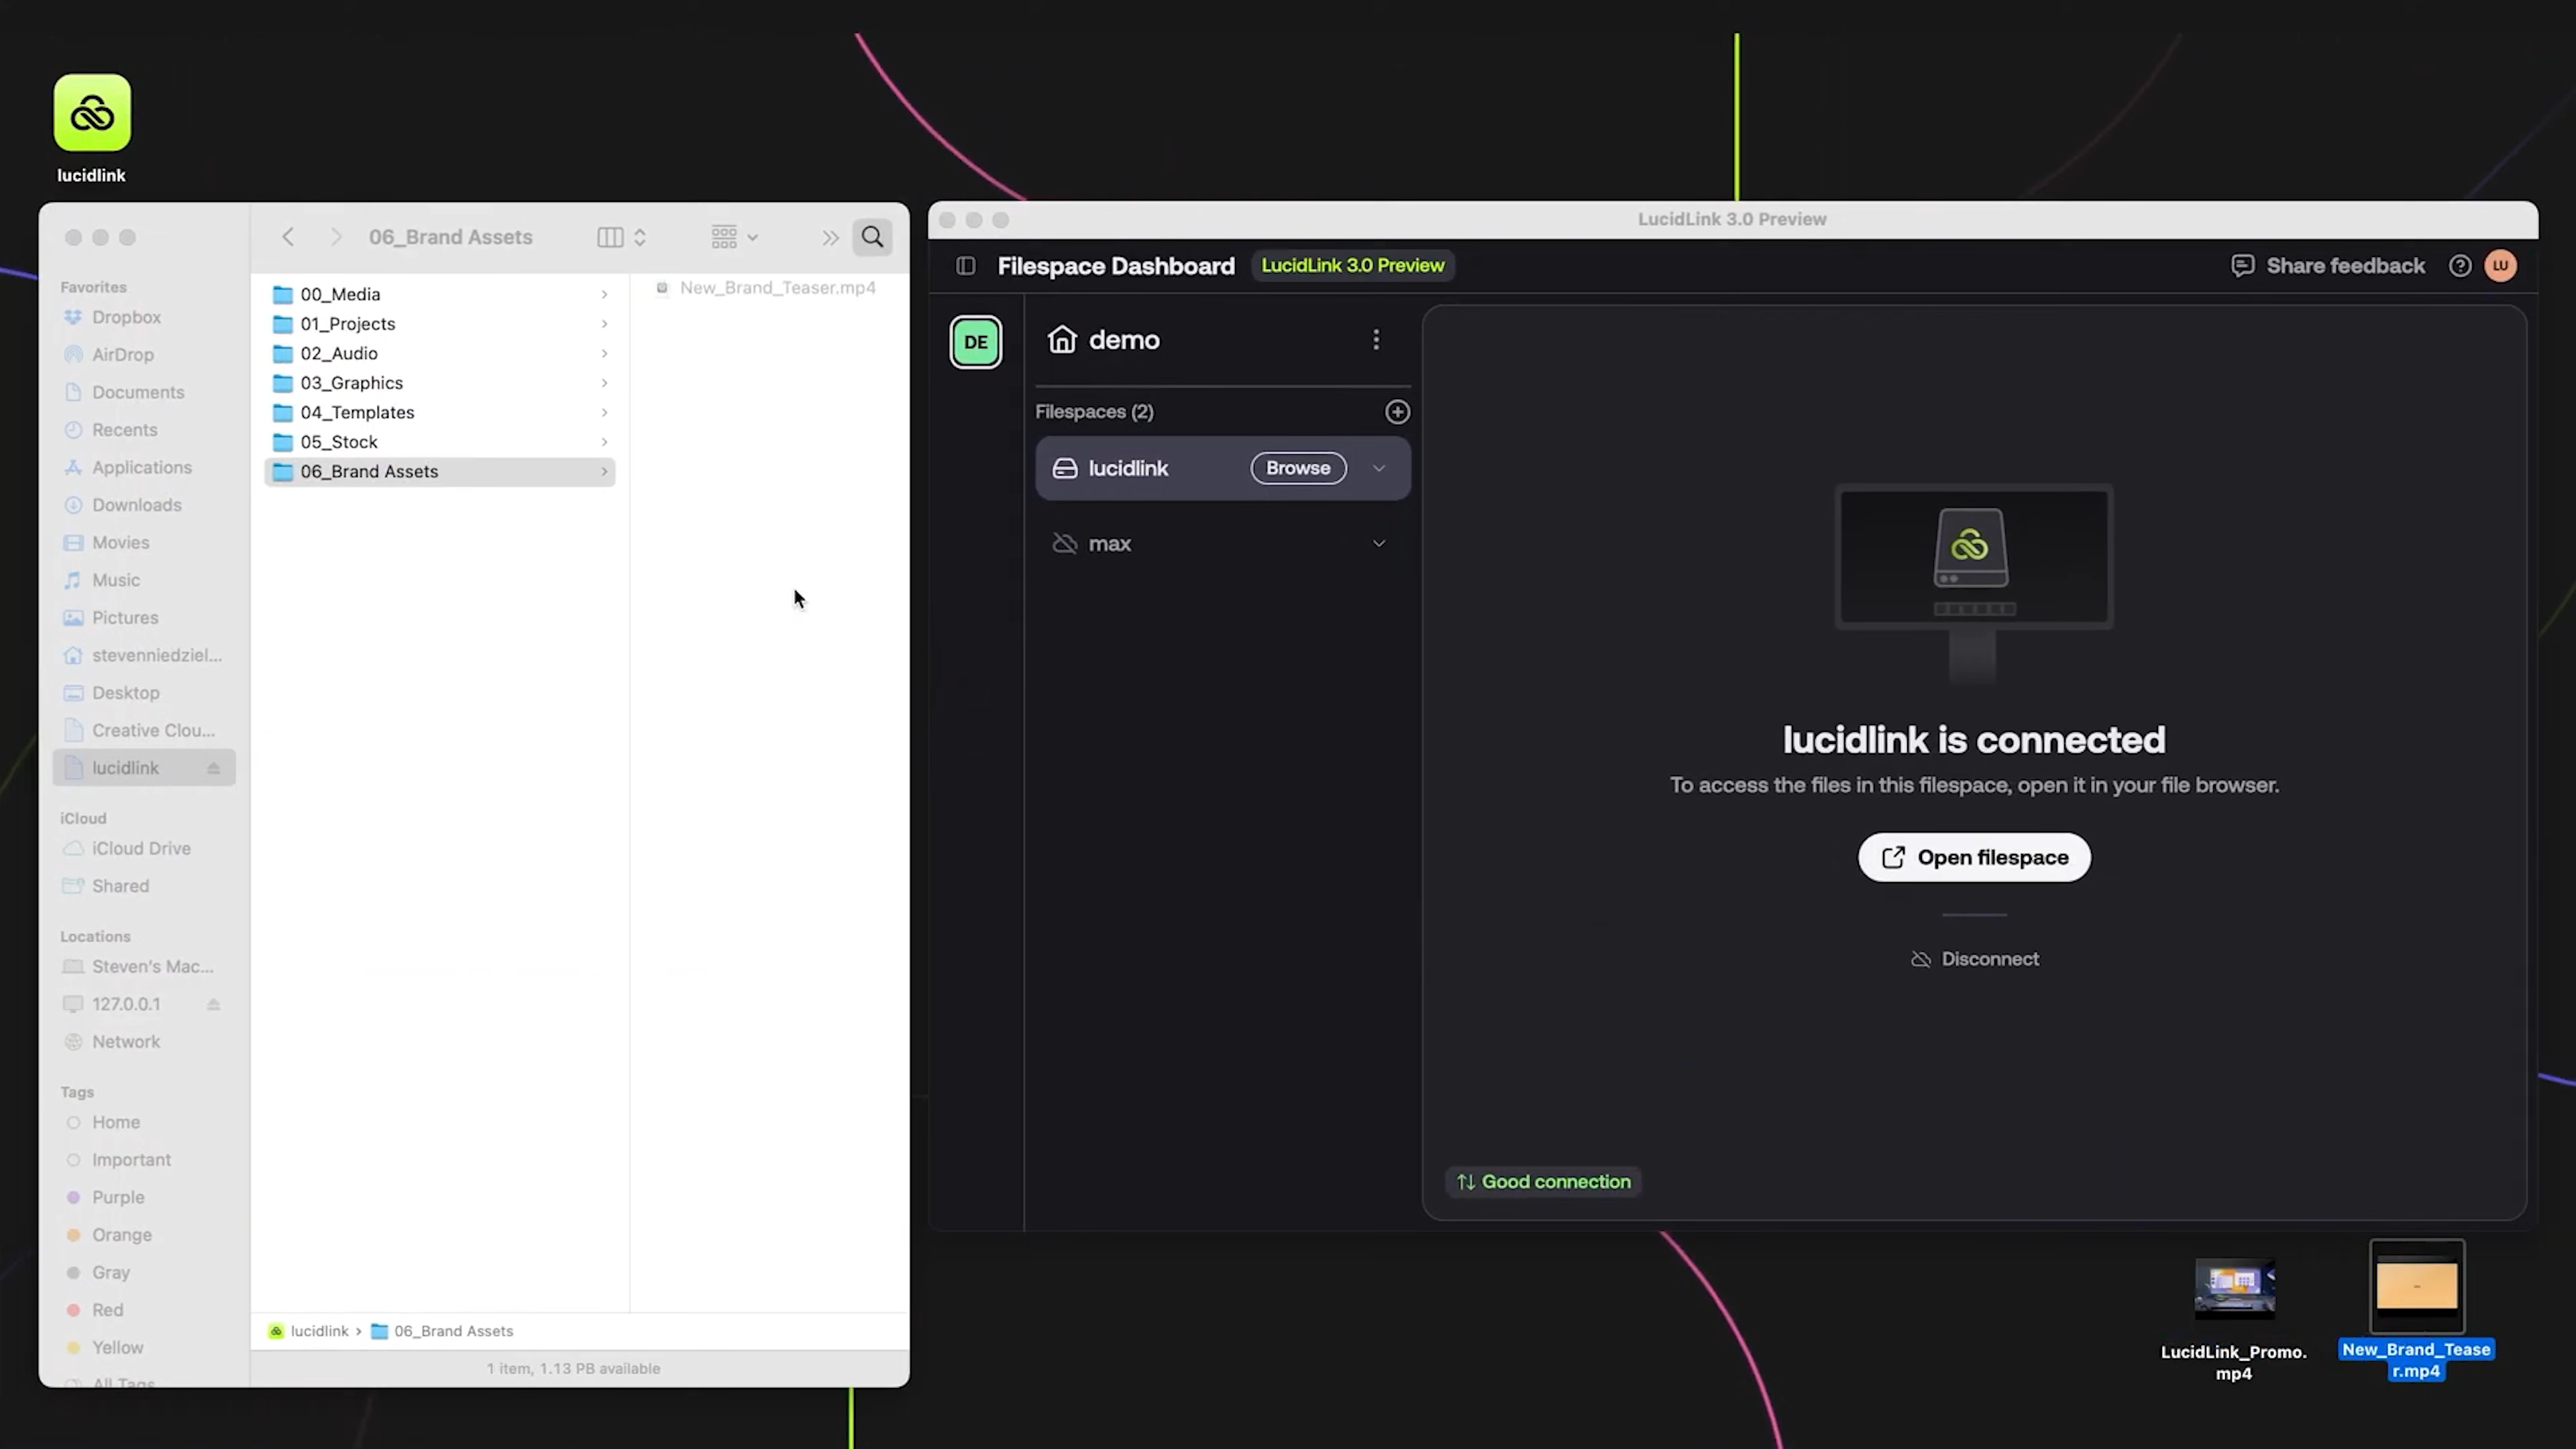 lucidlink
06_Brand Assets
Favorites
Dropbox
AirDrop
Documents
Recents
Applications
Downloads
Movies
Music
Pictures
stevenniedziel...
Desktop
Creative Clou...
lucidlink
iCloud
iCloud Drive
Shared
Locations
Steven's Mac...
127.0.0.1
Network
Tags
Home
Important
Purple
Orange
Gray
Red
Yellow
All Tags
00_Media
01_Projects
02_Audio
03_Graphics
04_Templates
05_Stock
06_Brand Assets
New_Brand_Teaser.mp4
lucidlink › 06_Brand Assets
1 item, 1.13 PB available
LucidLink 3.0 Preview
Filespace Dashboard
LucidLink 3.0 Preview
Share feedback
LU
DE
demo
Filespaces (2)
lucidlink
Browse
max
lucidlink is connected
To access the files in this filespace, open it in your file browser.
Open filespace
Disconnect
Good connection
LucidLink_Promo.
mp4
New_Brand_Tease
r.mp4